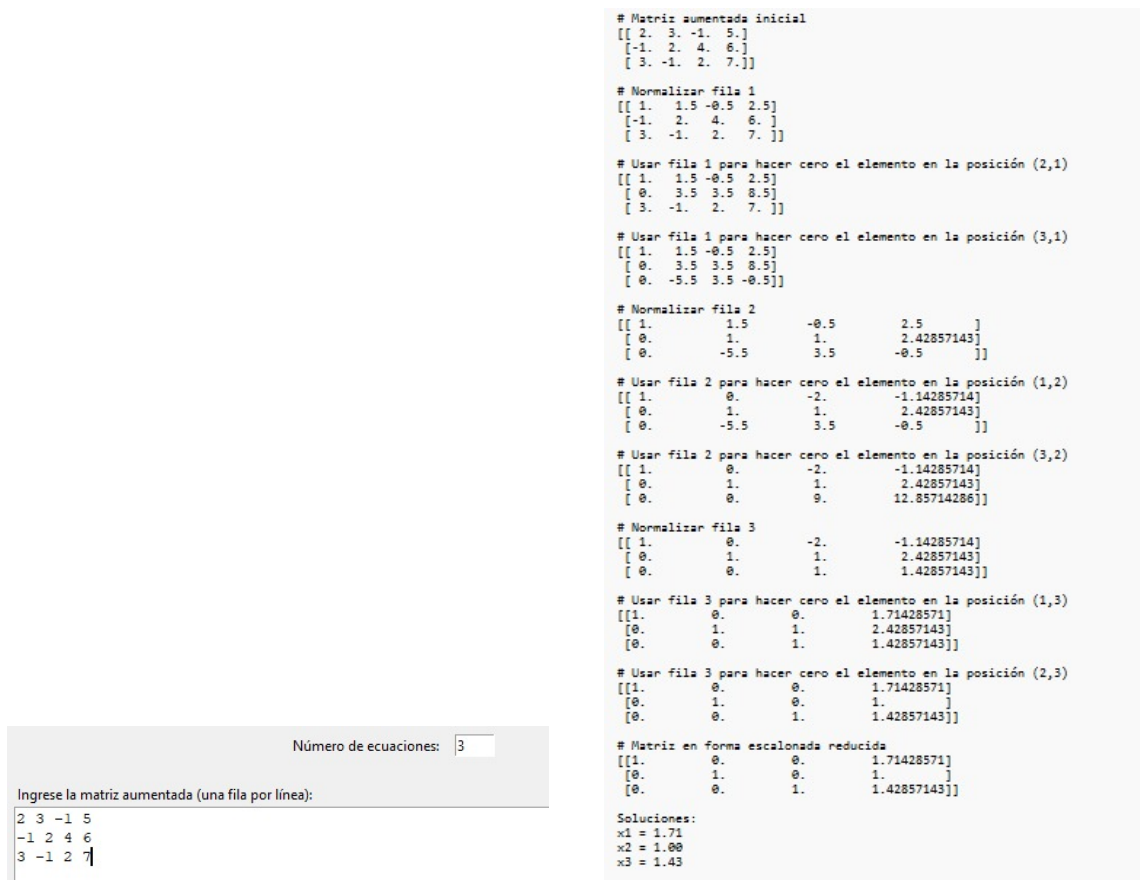 Número de ecuaciones: 3
Ingrese la matriz aumentada (una fila por línea):
2 3 -1 5
-1 2 4 6
3 -1 2 7
# Matriz aumentada inicial
[[ 2. 3. -1. 5.]
[-1. 2. 4. 6.]
[ 3. -1. 2. 7.]]
# Normalizar fila 1
[[ 1. 1.5 -0.5 2.5]
[-1. 2. 4. 6. ]
[ 3. -1. 2. 7. ]]
# Usar fila 1 para hacer cero el elemento en la posición (2,1)
[[ 1. 1.5 -0.5 2.5]
[ 0. 3.5 3.5 8.5]
[ 3. -1. 2. 7. ]]
# Usar fila 1 para hacer cero el elemento en la posición (3,1)
[[ 1. 1.5 -0.5 2.5]
[ 0. 3.5 3.5 8.5]
[ 0. -5.5 3.5 -0.5]]
# Normalizar fila 2
[[ 1. 1.5 -0.5 2.5 ]
[ 0. 1. 1. 2.42857143]
[ 0. -5.5 3.5 -0.5 ]]
# Usar fila 2 para hacer cero el elemento en la posición (1,2)
[[ 1. 0. -2. -1.14285714]
[ 0. 1. 1. 2.42857143]
[ 0. -5.5 3.5 -0.5 ]]
# Usar fila 2 para hacer cero el elemento en la posición (3,2)
[[ 1. 0. -2. -1.14285714]
[ 0. 1. 1. 2.42857143]
[ 0. 0. 9. 12.85714286]]
# Normalizar fila 3
[[ 1. 0. -2. -1.14285714]
[ 0. 1. 1. 2.42857143]
[ 0. 0. 1. 1.42857143]]
# Usar fila 3 para hacer cero el elemento en la posición (1,3)
[[1. 0. 0. 1.71428571]
[0. 1. 1. 2.42857143]
[0. 0. 1. 1.42857143]]
# Usar fila 3 para hacer cero el elemento en la posición (2,3)
[[1. 0. 0. 1.71428571]
[0. 1. 0. 1. ]
[0. 0. 1. 1.42857143]]
# Matriz en forma escalonada reducida
[[1. 0. 0. 1.71428571]
[0. 1. 0. 1. ]
[0. 0. 1. 1.42857143]]
Soluciones:
x1 = 1.71
x2 = 1.00
x3 = 1.43